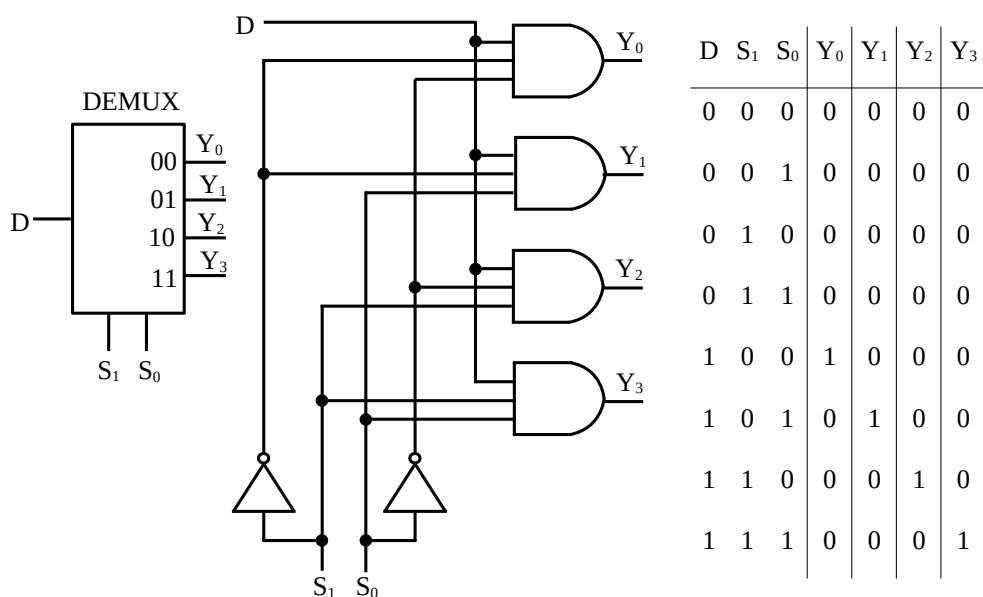 DEMUX
D
00 Y₀
01 Y₁
10 Y₂
11 Y₃
S₁ S₀
D
Y₀
Y₁
Y₂
Y₃
S₁ S₀
D S₁ S₀ Y₀ Y₁ Y₂ Y₃
0 0 0 0 0 0 0
0 0 1 0 0 0 0
0 1 0 0 0 0 0
0 1 1 0 0 0 0
1 0 0 1 0 0 0
1 0 1 0 1 0 0
1 1 0 0 0 1 0
1 1 1 0 0 0 1